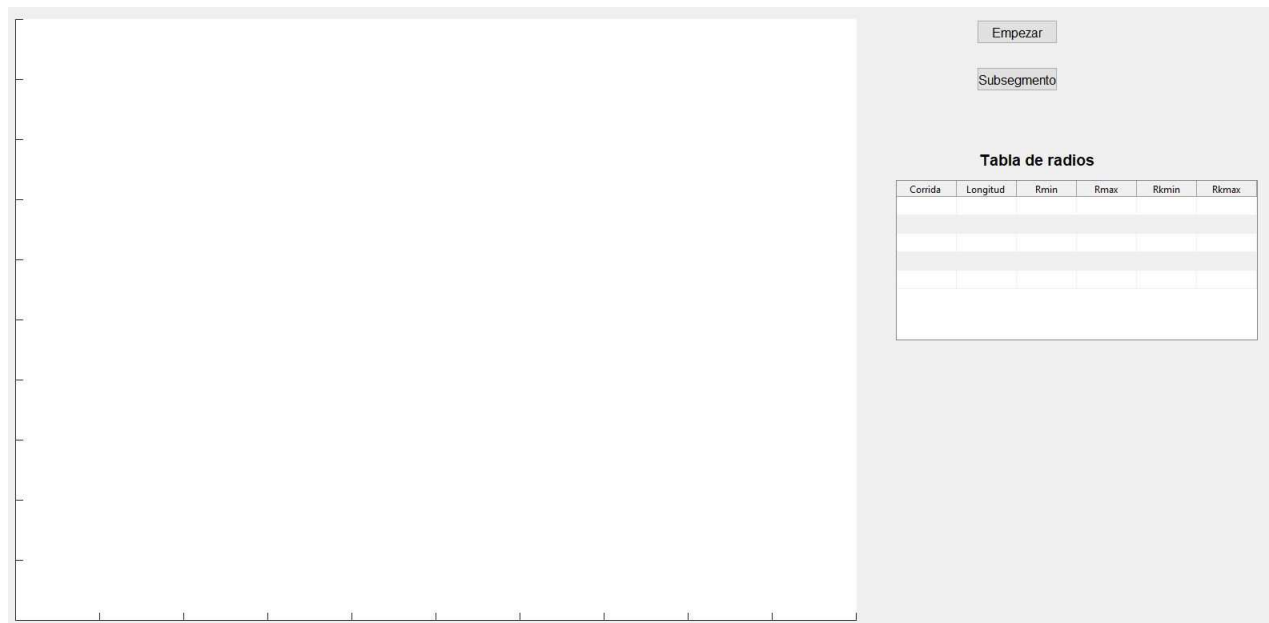 Empezar
Subsegmento
Tabla de radios
Corrida Longitud Rmin Rmax Rkmin Rkmax